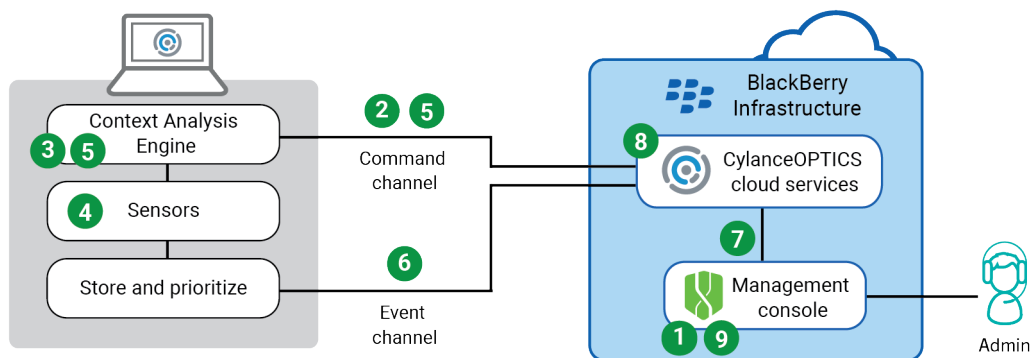 Context Analysis
Engine
3 5
4 Sensors
Store and prioritize
2 5
Command
channel
6
Event
channel
BlackBerry
Infrastructure
8
CylanceOPTICS
cloud services
7
Management
console
1 9
Admin